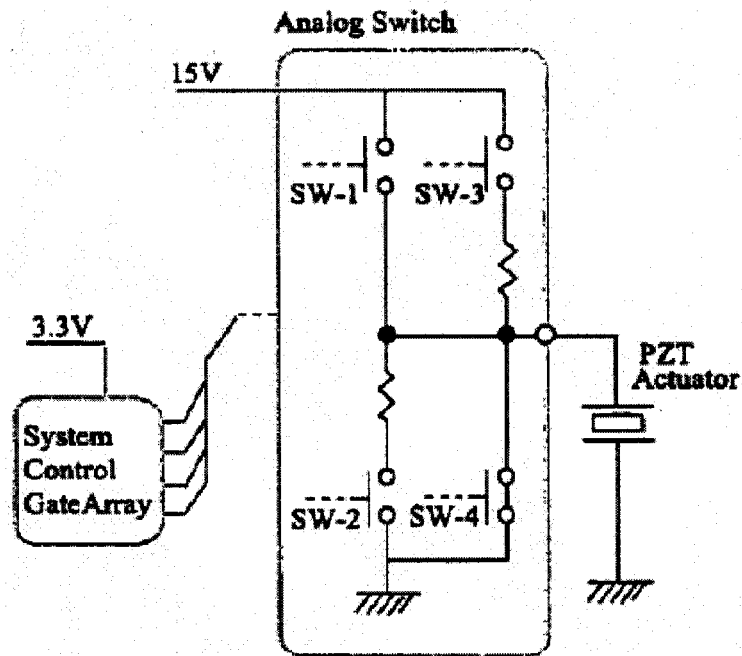 Analog Switch
15V
SW-1
SW-3
3.3V
PZT
Actuator
System
Control
GateArray
SW-2
SW-4